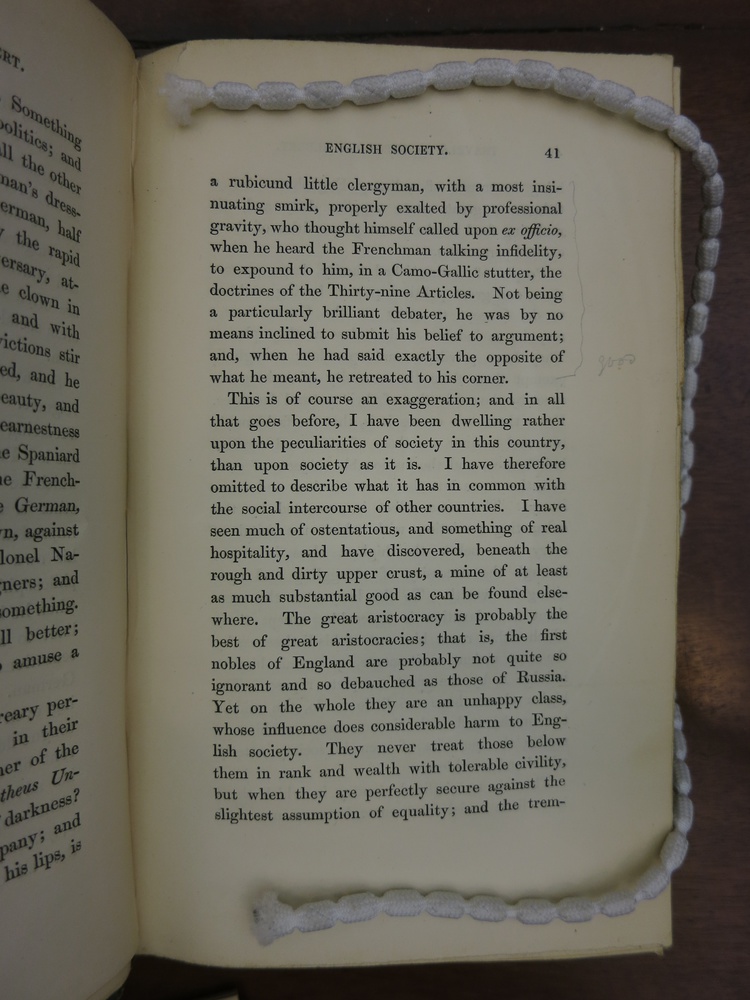 ERT.
Something
politics; and
all the other
man's dress-
erman, half
the rapid
ersary, at-
e clown in
and with
victions stir
ed, and he
eauty, and
earnestness
e Spaniard
he French-
e German,
n, against
lonel Na-
gners; and
something.
ll better;
amuse a
reary per-
in their
ner of the
theus Un-
darkness?
pany; and
his lips, is
ENGLISH SOCIETY. 41
a rubicund little clergyman, with a most insi-
nuating smirk, properly exalted by professional
gravity, who thought himself called upon ex officio,
when he heard the Frenchman talking infidelity,
to expound to him, in a Camo-Gallic stutter, the
doctrines of the Thirty-nine Articles. Not being
a particularly brilliant debater, he was by no
means inclined to submit his belief to argument;
and, when he had said exactly the opposite of
what he meant, he retreated to his corner.
This is of course an exaggeration; and in all
that goes before, I have been dwelling rather
upon the peculiarities of society in this country,
than upon society as it is. I have therefore
omitted to describe what it has in common with
the social intercourse of other countries. I have
seen much of ostentatious, and something of real
hospitality, and have discovered, beneath the
rough and dirty upper crust, a mine of at least
as much substantial good as can be found else-
where. The great aristocracy is probably the
best of great aristocracies; that is, the first
nobles of England are probably not quite so
ignorant and so debauched as those of Russia.
Yet on the whole they are an unhappy class,
whose influence does considerable harm to Eng-
lish society. They never treat those below
them in rank and wealth with tolerable civility,
but when they are perfectly secure against the
slightest assumption of equality; and the trem-